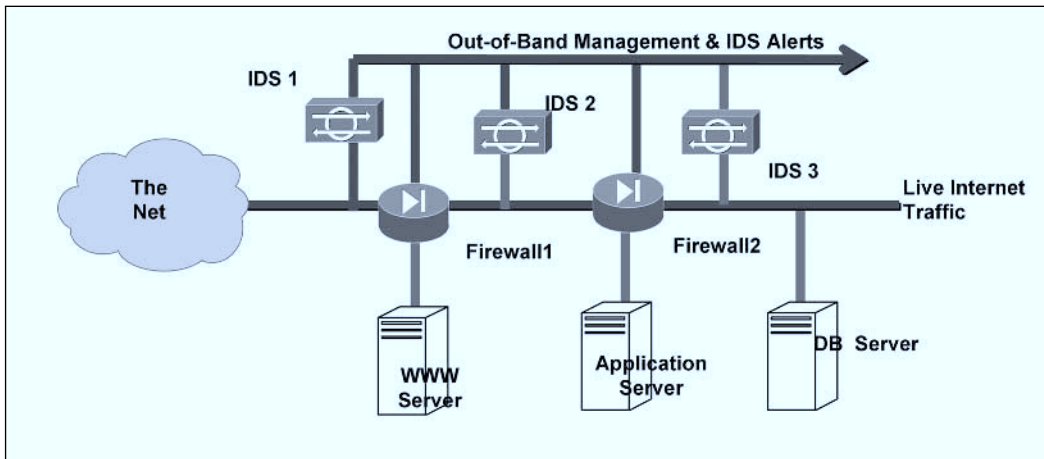 Out-of-Band Management & IDS Alerts
IDS 1
IDS 2
IDS 3
The
Net
Live Internet
Traffic
Firewall1
Firewall2
WWW
Server
Application
Server
DB Server